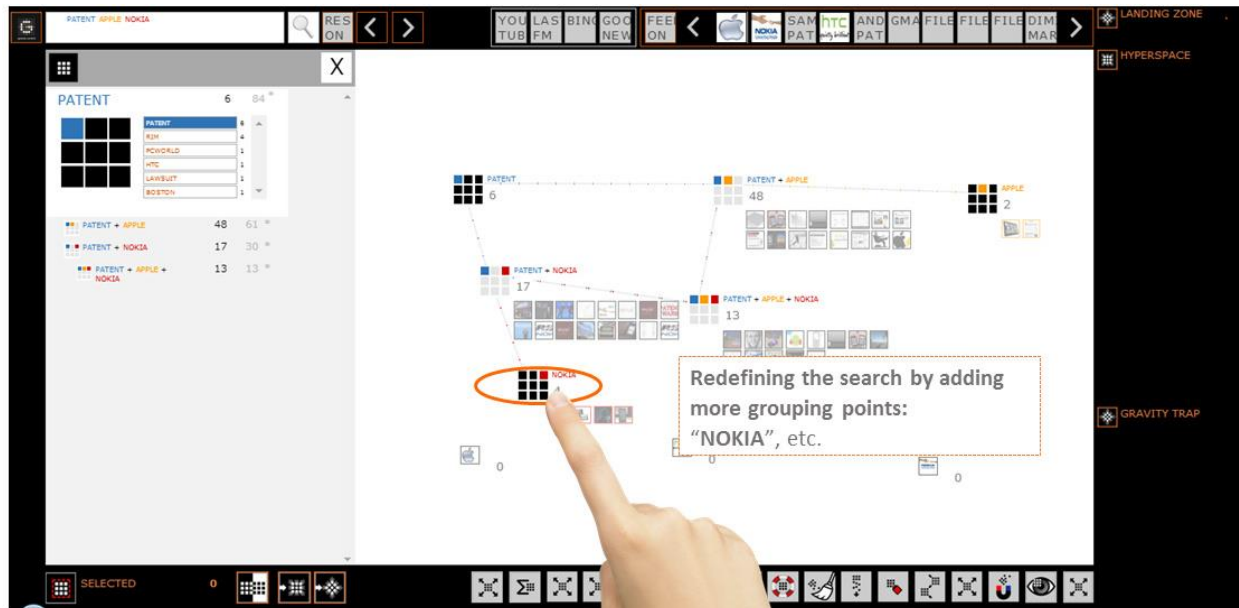 PATENT APPLE NOKIA
RES
ON
YOU LAS BIN GOO
TUB FM NEW
FEE
ON
NOKIA
SAM
PAT
hTC
AND
PAT
GMA FILE FILE FILE DIM
MAR
LANDING ZONE
HYPERSPACE
GRAVITY TRAP
X
PATENT 6 84
PATENT 6
RIM 4
PCWORLD 1
HTC 1
LAWSUIT 1
BOSTON 1
PATENT + APPLE 48 61
PATENT + NOKIA 17 30
PATENT + APPLE + 13 13
NOKIA
PATENT
6
PATENT + APPLE
48
APPLE
2
PATENT + NOKIA
17
PATENT + APPLE + NOKIA
13
NOKIA
4
Redefining the search by adding
more grouping points:
“NOKIA”, etc.
0
0
0
SELECTED 0